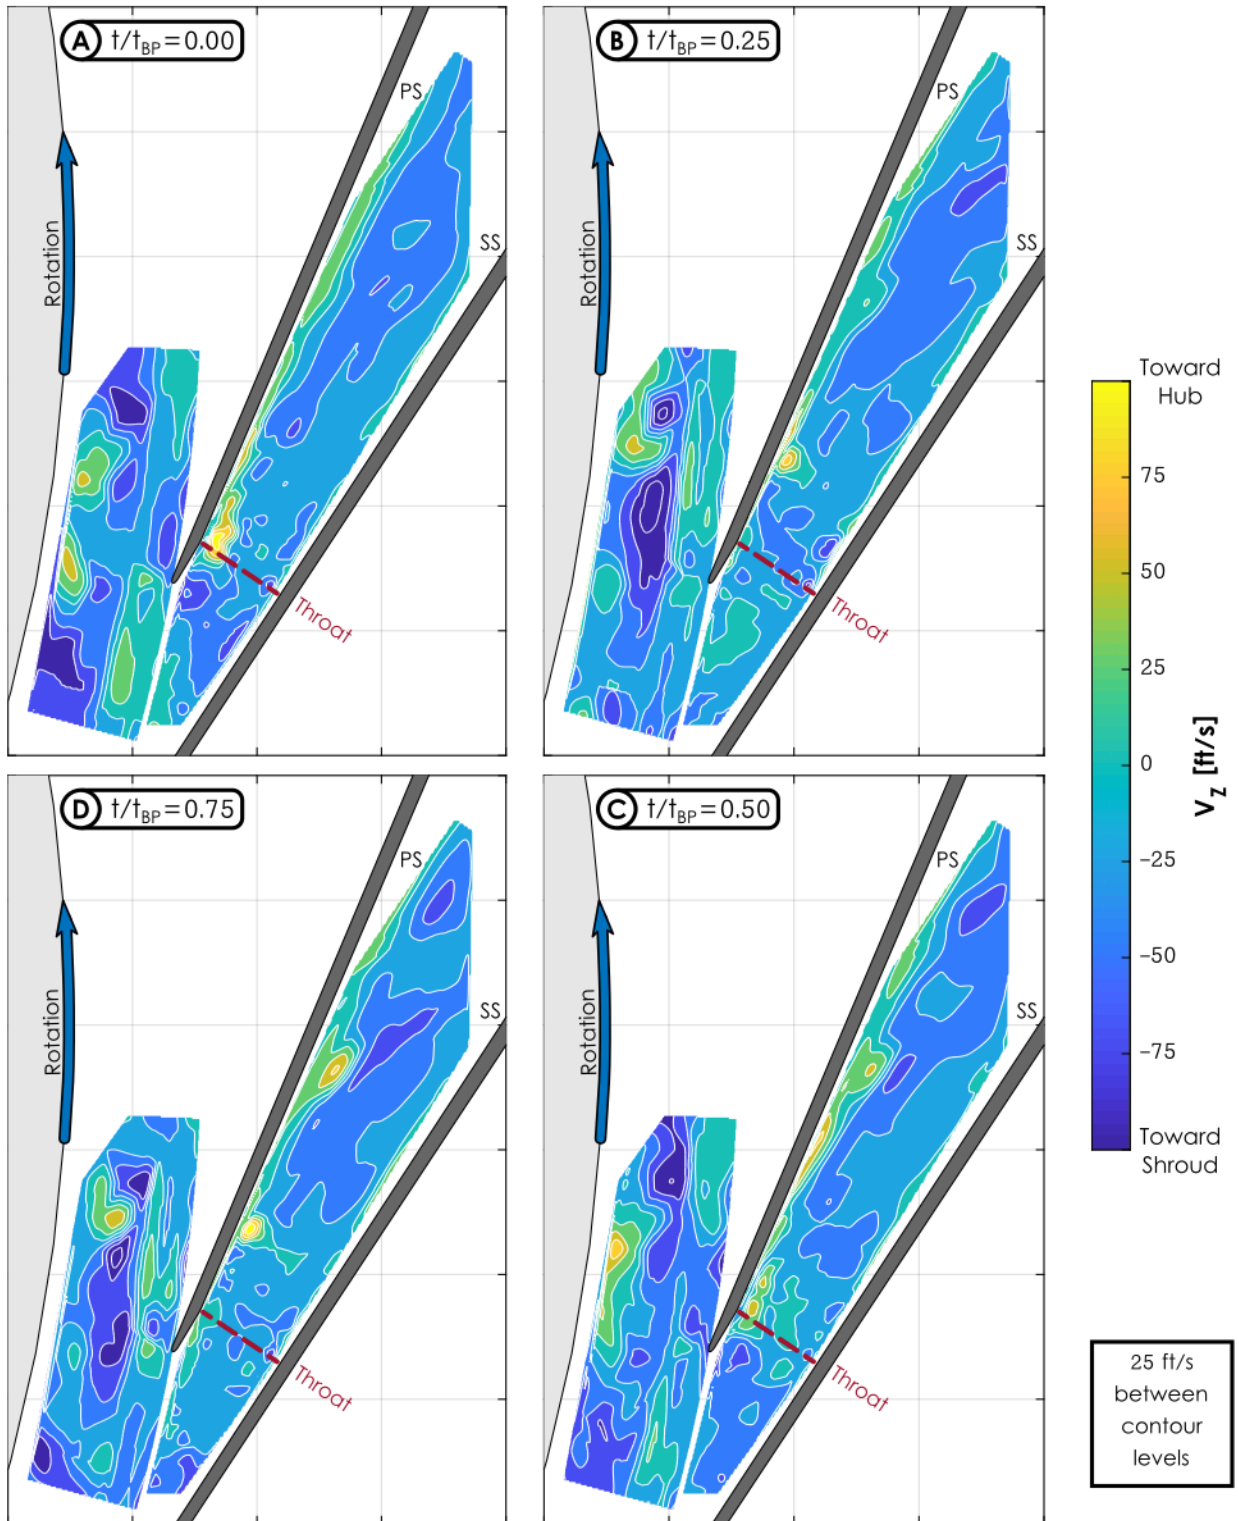 A t/tBP=0.00
PS
SS
Rotation
Throat
B t/tBP=0.25
PS
SS
Rotation
Throat
D t/tBP=0.75
PS
SS
Rotation
Throat
C t/tBP=0.50
PS
SS
Rotation
Throat
Toward
Hub
75
50
25
0
−25
−50
−75
Toward
Shroud
VZ [ft/s]
25 ft/s
between
contour
levels